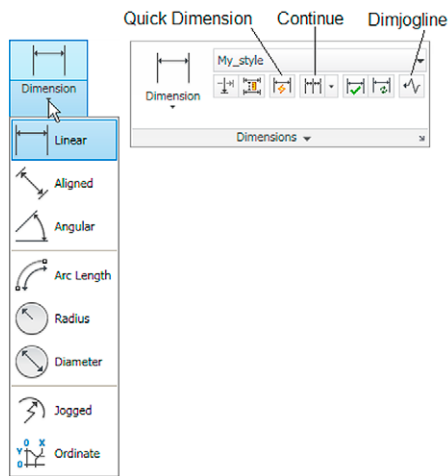 Quick Dimension Continue Dimjogline
Dimension
My_style
Dimension
Dimensions
Linear
Aligned
Angular
Arc Length
Radius
Diameter
Jogged
Ordinate